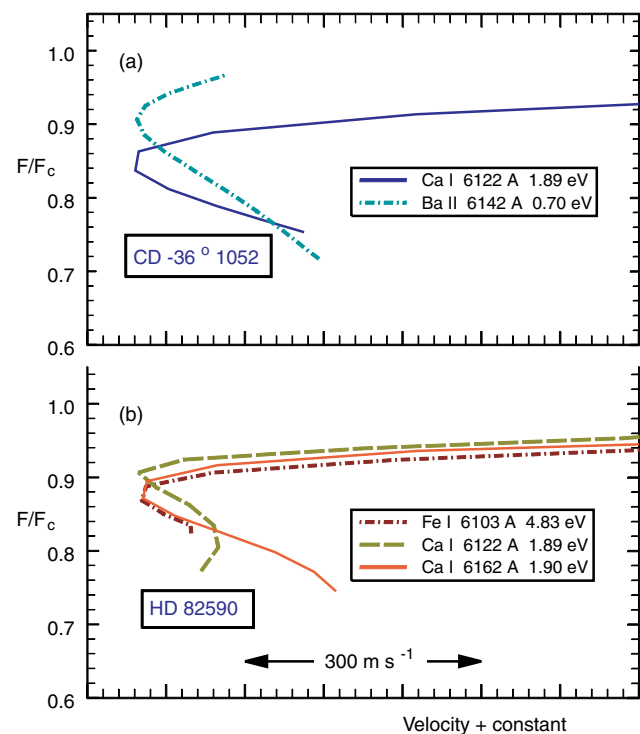 (a)
1.0
0.9
0.8
0.7
0.6
F/Fc
Ca I 6122 A 1.89 eV
Ba II 6142 A 0.70 eV
CD -36 o 1052
(b)
1.0
0.9
0.8
0.7
0.6
F/Fc
Fe I 6103 A 4.83 eV
Ca I 6122 A 1.89 eV
Ca I 6162 A 1.90 eV
HD 82590
300 m s -1
Velocity + constant